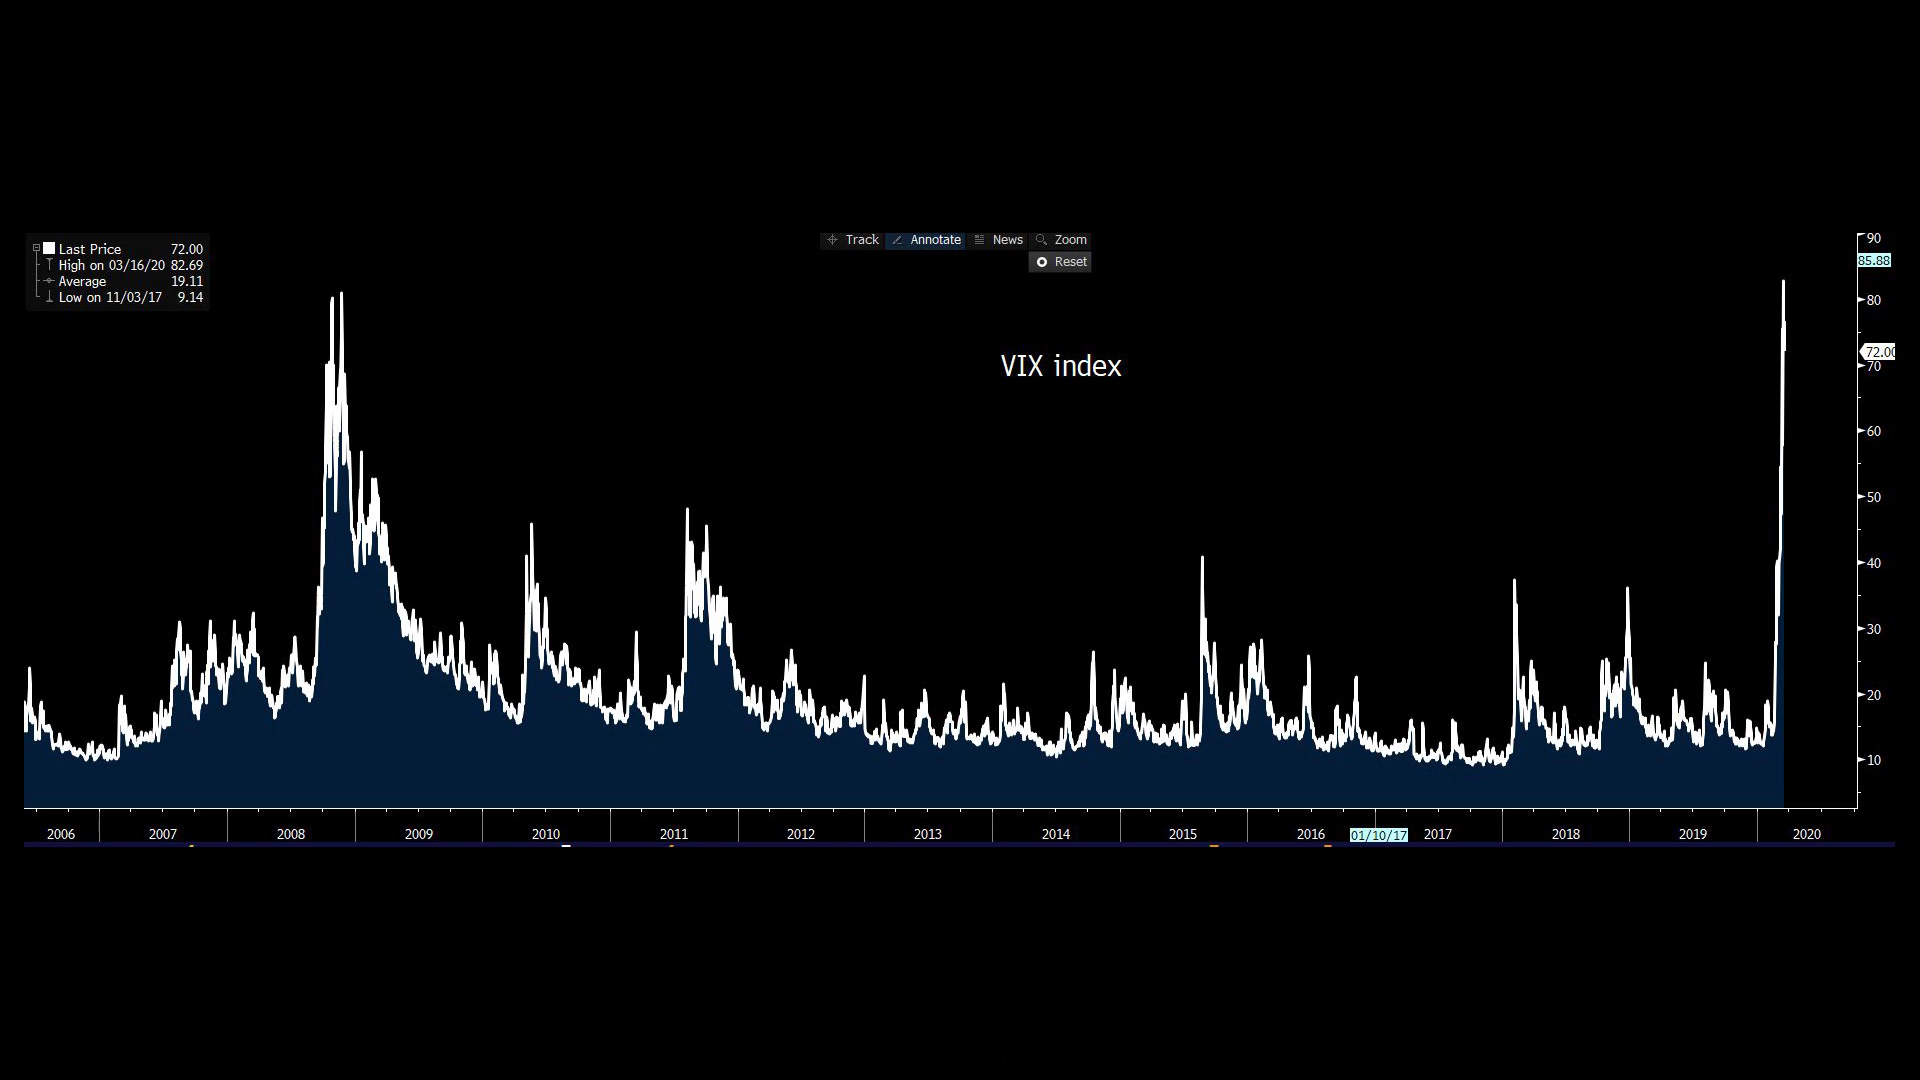 Last Price 72.00
High on 03/16/20 82.69
Average 19.11
Low on 11/03/17 9.14
Track Annotate News Zoom
Reset
VIX index
90
85.88
80
72.00
70
60
50
40
30
20
10
2006 2007 2008 2009 2010 2011 2012 2013 2014 2015 2016 01/10/17 2017 2018 2019 2020